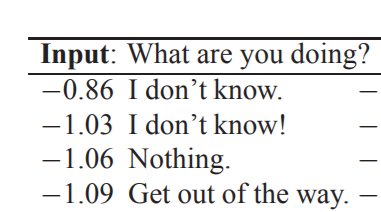 Input: What are you doing?
−0.86 I don’t know. −
−1.03 I don’t know! −
−1.06 Nothing. −
−1.09 Get out of the way. −